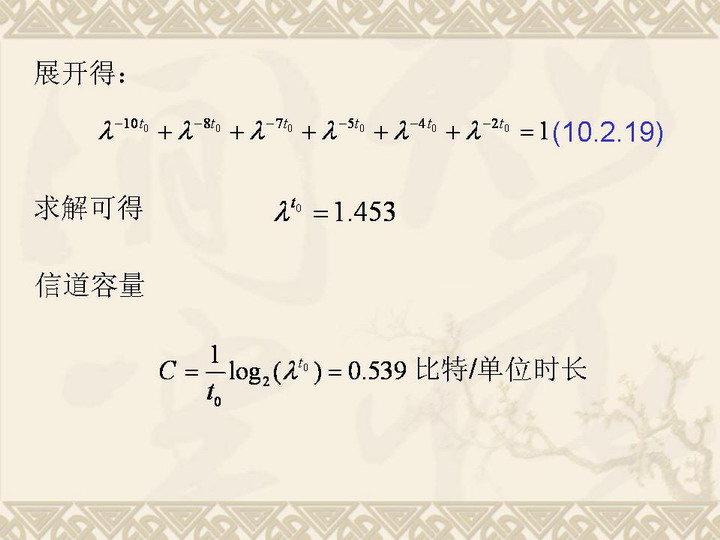 展开得：
λ^{-10t₀} + λ^{-8t₀} + λ^{-7t₀} + λ^{-5t₀} + λ^{-4t₀} + λ^{-2t₀} = 1 (10.2.19)
求解可得 λ^{t₀} = 1.453
信道容量
C = \frac{1}{t₀} log₂(λ^{t₀}) = 0.539 比特/单位时长